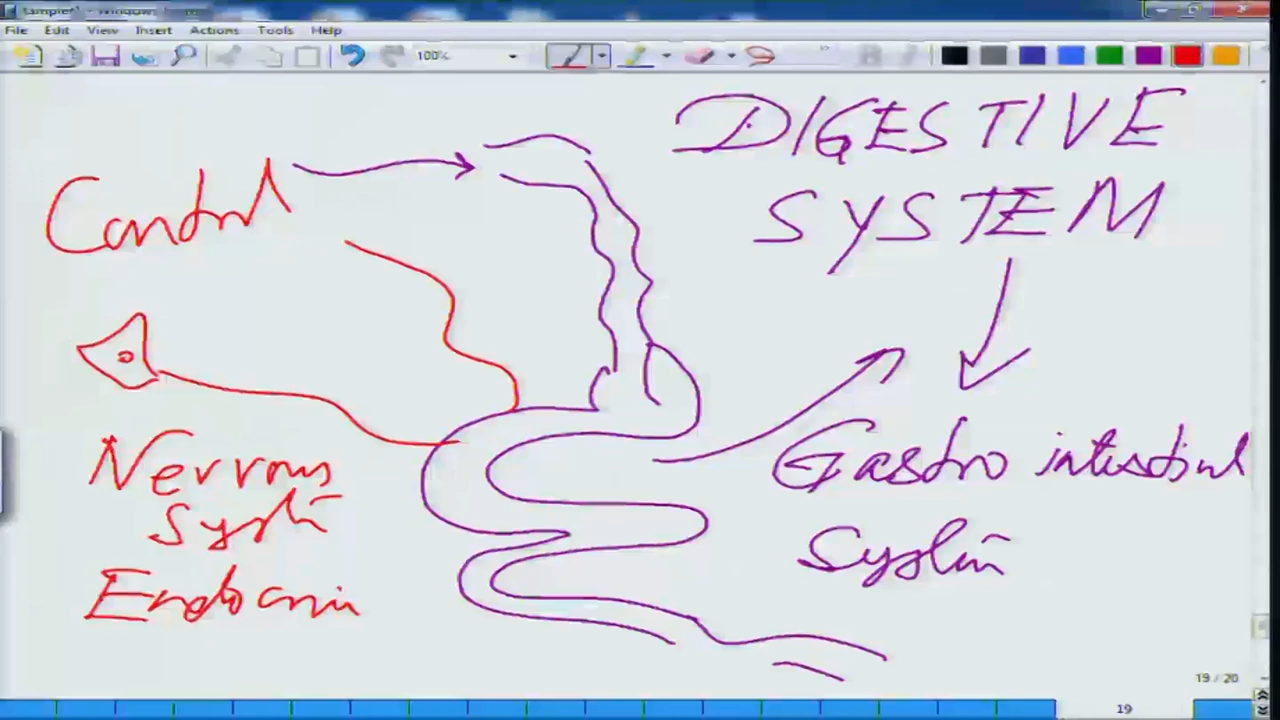 File Edit View Insert Actions Tools Help
100%
DIGESTIVE
SYSTEM
Control
Gastro intestinal
System
Nervous
System
Endocrin
19 / 20
19